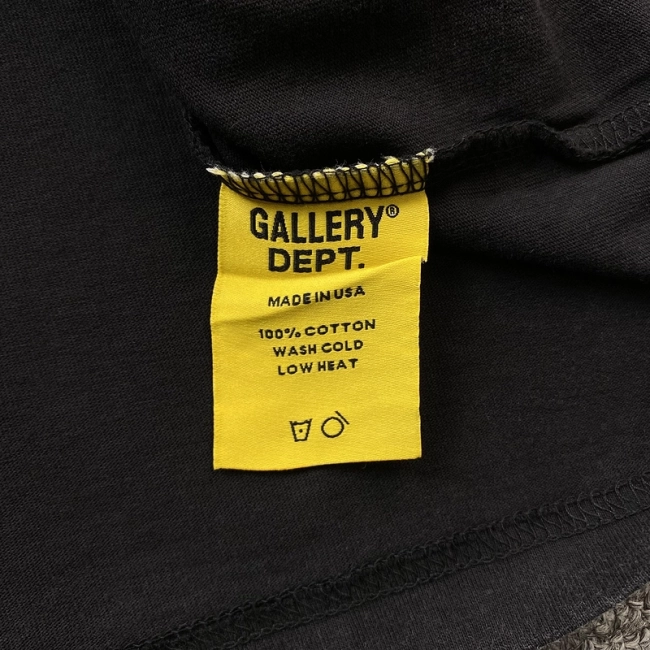 GALLERY®
DEPT.
MADE IN USA
100% COTTON
WASH COLD
LOW HEAT